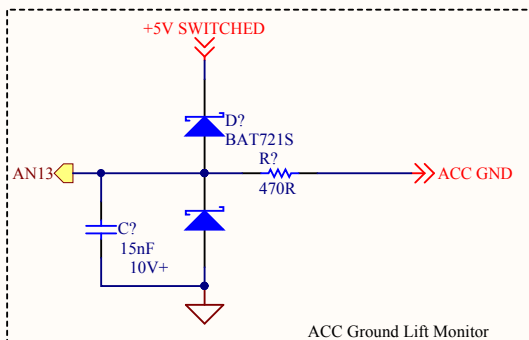 +5V SWITCHED
D?
BAT721S
R?
AN13
ACC GND
470R
C?
15nF
10V+
ACC Ground Lift Monitor